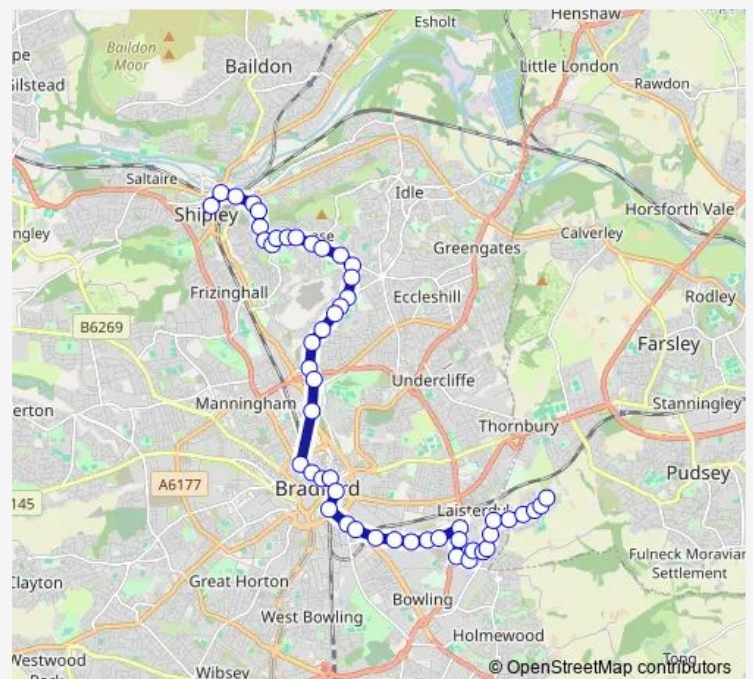 Esholt
Henshaw
Baildon
Moor
Baildon
Little London
ilstead
Rawdon
Saltaire
Idle
Shipley
Horsforth Vale
ngley
Greengates
Calverley
Frizinghall
Eccleshill
Rodley
B6269
Farsley
Undercliffe
Manningham
erton
Stanningley
Thornbury
A6177
Bradford
Pudsey
145
Fulneck Moravian
Settlement
Clayton
Great Horton
Bowling
West Bowling
Holmewood
Westwood
Wibsey
Tong
© OpenStreetMap contributors